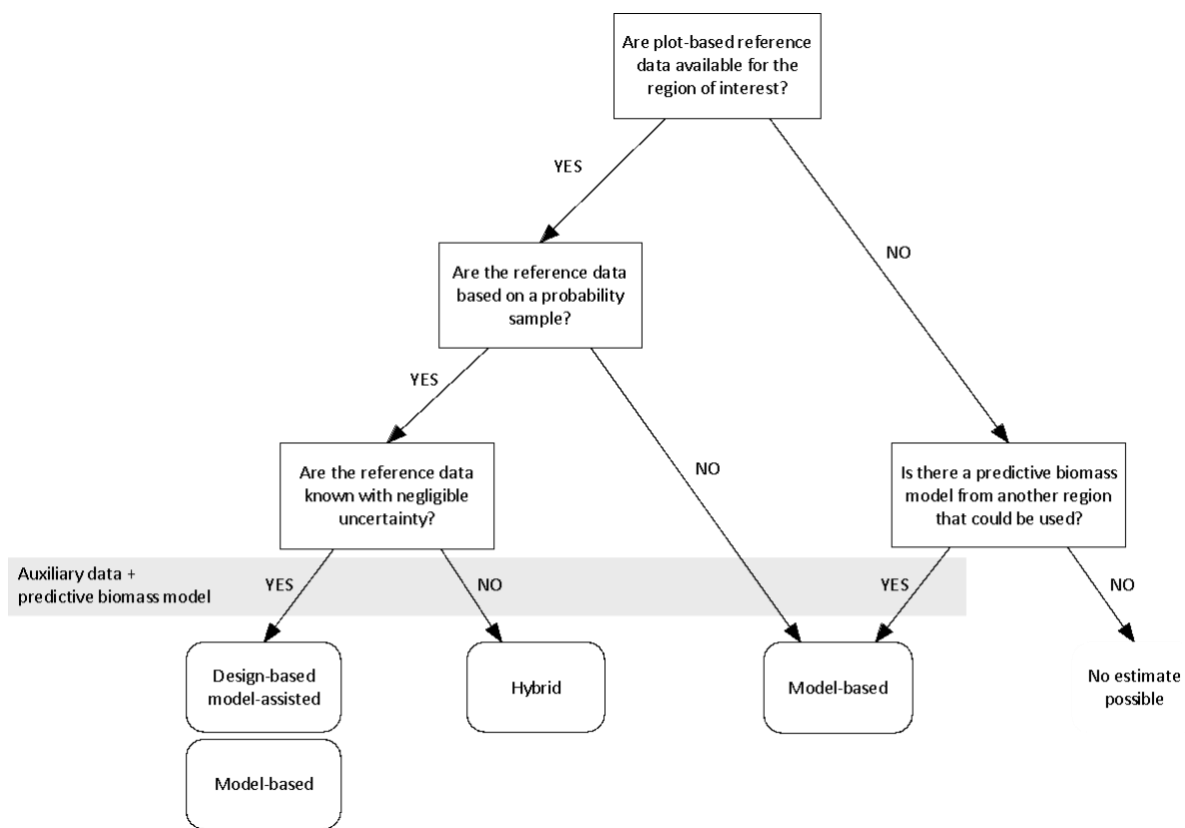 Are plot-based reference
data available for the
region of interest?
YES
NO
Are the reference data
based on a probability
sample?
YES
NO
Are the reference data
known with negligible
uncertainty?
Is there a predictive biomass
model from another region
that could be used?
Auxiliary data +
predictive biomass model
YES
NO
YES
NO
Design-based
model-assisted
Hybrid
Model-based
No estimate
possible
Model-based